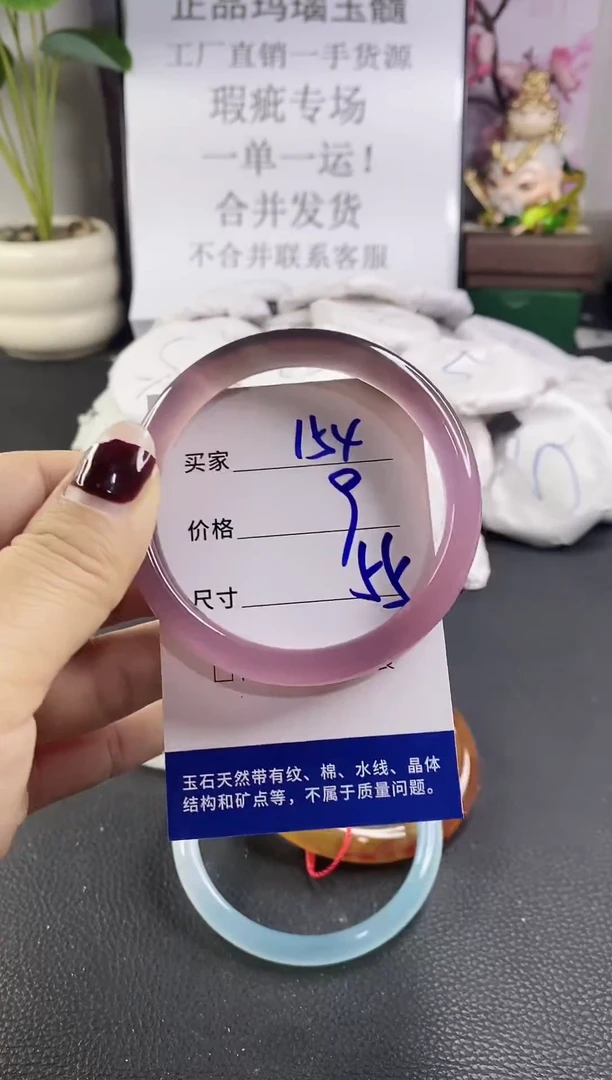 正品玛瑙玉髓
工厂直销一手货源
瑕疵专场
一单一运!
合并发货
不合并联系客服
买家 154
价格 9
尺寸 55
玉石天然带有纹、棉、水线、晶体
结构和矿点等，不属于质量问题。